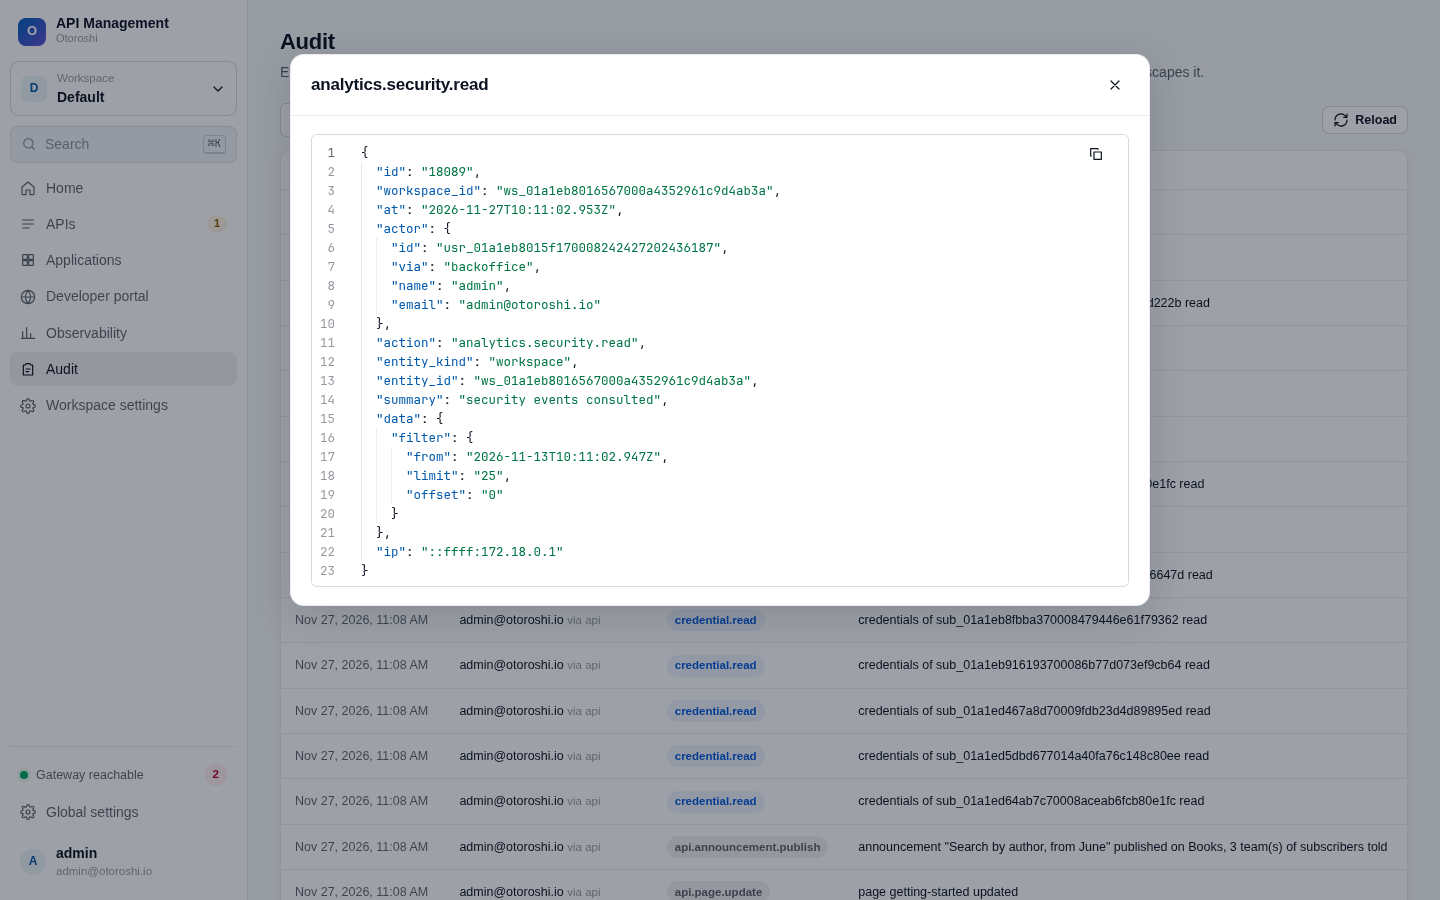 O
API Management
Otoroshi
D
Workspace
Default
Search
⌘K
Home
APIs
1
Applications
Developer portal
Observability
Audit
Workspace settings
Gateway reachable
2
Global settings
A
admin
admin@otoroshi.io
Audit
E
scapes it.
Reload
analytics.security.read
1 {
2 "id": "18089",
3 "workspace_id": "ws_01a1eb8016567000a4352961c9d4ab3a",
4 "at": "2026-11-27T10:11:02.953Z",
5 "actor": {
6 "id": "usr_01a1eb8015f170008242427202436187",
7 "via": "backoffice",
8 "name": "admin",
9 "email": "admin@otoroshi.io"
10 },
11 "action": "analytics.security.read",
12 "entity_kind": "workspace",
13 "entity_id": "ws_01a1eb8016567000a4352961c9d4ab3a",
14 "summary": "security events consulted",
15 "data": {
16 "filter": {
17 "from": "2026-11-13T10:11:02.947Z",
18 "limit": "25",
19 "offset": "0"
20 }
21 },
22 "ip": "::ffff:172.18.0.1"
23 }
d222b read
0e1fc read
6647d read
Nov 27, 2026, 11:08 AM admin@otoroshi.io via api credential.read credentials of sub_01a1eb8fbba370008479446e61f79362 read
Nov 27, 2026, 11:08 AM admin@otoroshi.io via api credential.read credentials of sub_01a1eb916193700086b77d073ef9cb64 read
Nov 27, 2026, 11:08 AM admin@otoroshi.io via api credential.read credentials of sub_01a1ed467a8d70009fdb23d4d89895ed read
Nov 27, 2026, 11:08 AM admin@otoroshi.io via api credential.read credentials of sub_01a1ed5dbd677014a40fa76c148c80ee read
Nov 27, 2026, 11:08 AM admin@otoroshi.io via api credential.read credentials of sub_01a1ed64ab7c70008aceab6fcb80e1fc read
Nov 27, 2026, 11:08 AM admin@otoroshi.io via api api.announcement.publish announcement "Search by author, from June" published on Books, 3 team(s) of subscribers told
Nov 27, 2026, 11:08 AM admin@otoroshi.io via api api.page.update page getting-started updated